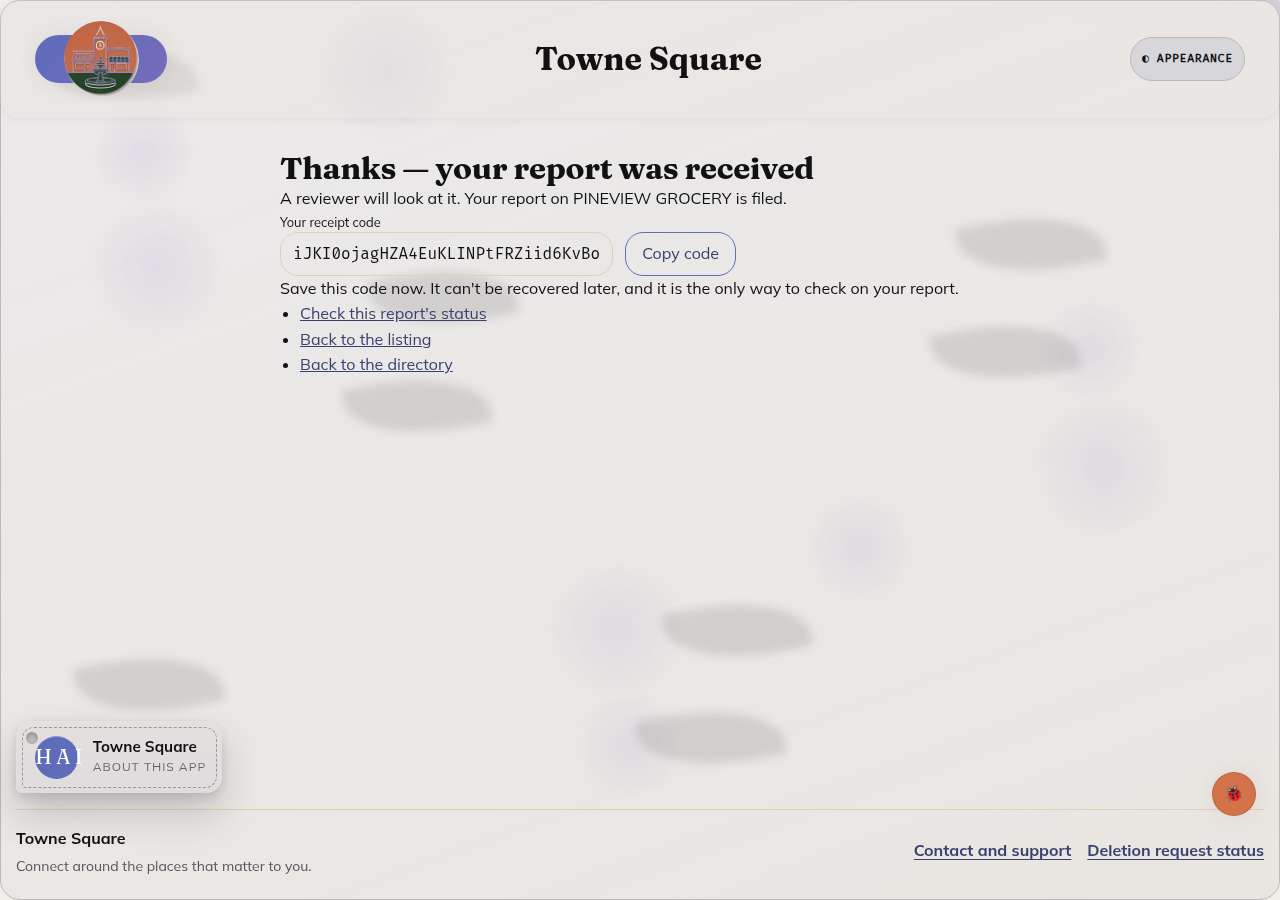 Towne Square
◐ APPEARANCE
Thanks — your report was received
A reviewer will look at it. Your report on PINEVIEW GROCERY is filed.
Your receipt code
iJKI0ojagHZA4EuKLINPtFRZiid6KvBo
Copy code
Save this code now. It can't be recovered later, and it is the only way to check on your report.
• Check this report's status
• Back to the listing
• Back to the directory
HAI
Towne Square
ABOUT THIS APP
Towne Square
Connect around the places that matter to you.
Contact and support
Deletion request status